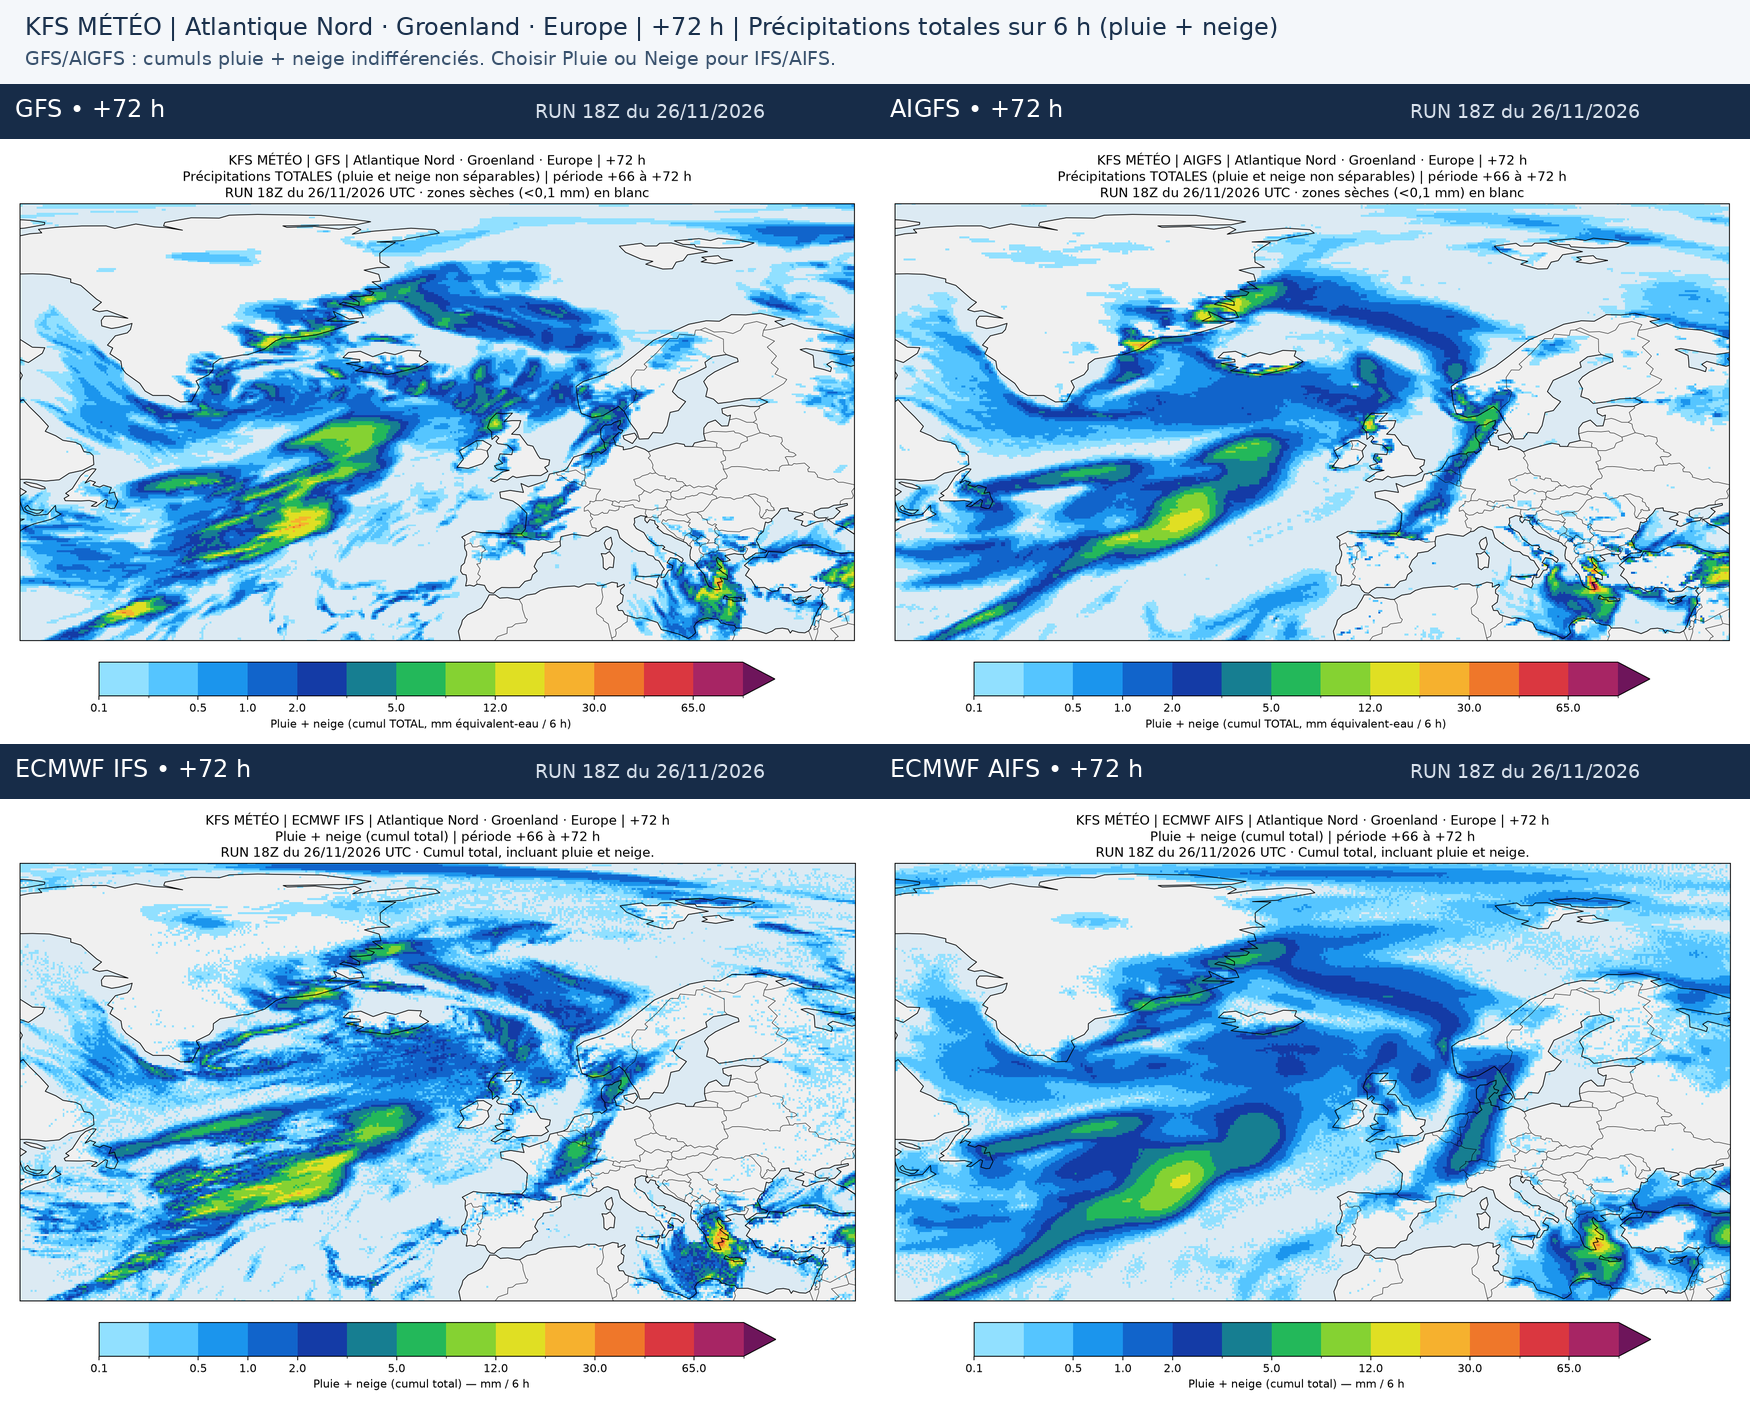 KFS MÉTÉO | Atlantique Nord · Groenland · Europe | +72 h | Précipitations totales sur 6 h (pluie + neige)
GFS/AIGFS : cumuls pluie + neige indifférenciés. Choisir Pluie ou Neige pour IFS/AIFS.
GFS • +72 h
RUN 18Z du 26/11/2026
AIGFS • +72 h
RUN 18Z du 26/11/2026
KFS MÉTÉO | GFS | Atlantique Nord · Groenland · Europe | +72 h
Précipitations TOTALES (pluie et neige non séparables) | période +66 à +72 h
RUN 18Z du 26/11/2026 UTC · zones sèches (<0,1 mm) en blanc
KFS MÉTÉO | AIGFS | Atlantique Nord · Groenland · Europe | +72 h
Précipitations TOTALES (pluie et neige non séparables) | période +66 à +72 h
RUN 18Z du 26/11/2026 UTC · zones sèches (<0,1 mm) en blanc
0.1 0.5 1.0 2.0 5.0 12.0 30.0 65.0
Pluie + neige (cumul TOTAL, mm équivalent-eau / 6 h)
0.1 0.5 1.0 2.0 5.0 12.0 30.0 65.0
Pluie + neige (cumul TOTAL, mm équivalent-eau / 6 h)
ECMWF IFS • +72 h
RUN 18Z du 26/11/2026
ECMWF AIFS • +72 h
RUN 18Z du 26/11/2026
KFS MÉTÉO | ECMWF IFS | Atlantique Nord · Groenland · Europe | +72 h
Pluie + neige (cumul total) | période +66 à +72 h
RUN 18Z du 26/11/2026 UTC · Cumul total, incluant pluie et neige.
KFS MÉTÉO | ECMWF AIFS | Atlantique Nord · Groenland · Europe | +72 h
Pluie + neige (cumul total) | période +66 à +72 h
RUN 18Z du 26/11/2026 UTC · Cumul total, incluant pluie et neige.
0.1 0.5 1.0 2.0 5.0 12.0 30.0 65.0
Pluie + neige (cumul total) — mm / 6 h
0.1 0.5 1.0 2.0 5.0 12.0 30.0 65.0
Pluie + neige (cumul total) — mm / 6 h